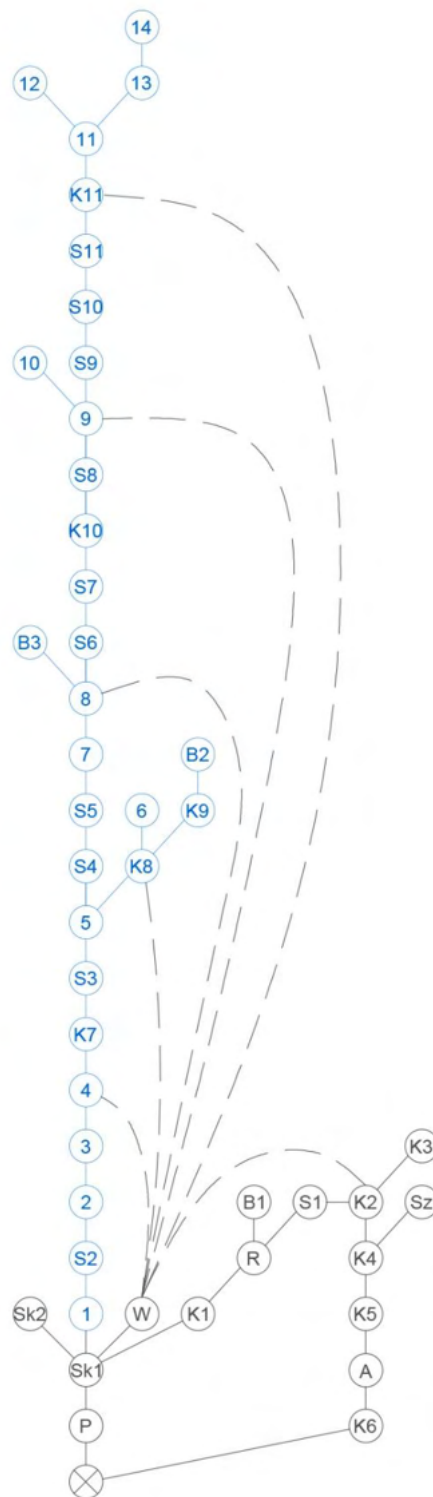 14
12 13
11
K11
S11
S10
10 S9
9
S8
K10
S7
B3 S6
8
7 B2
S5 6 K9
S4 K8
5
S3
K7
4
3 K3
2 B1 S1 K2 Sz
S2 R K4
Sk2 1 W K1 K5
Sk1 A
P K6